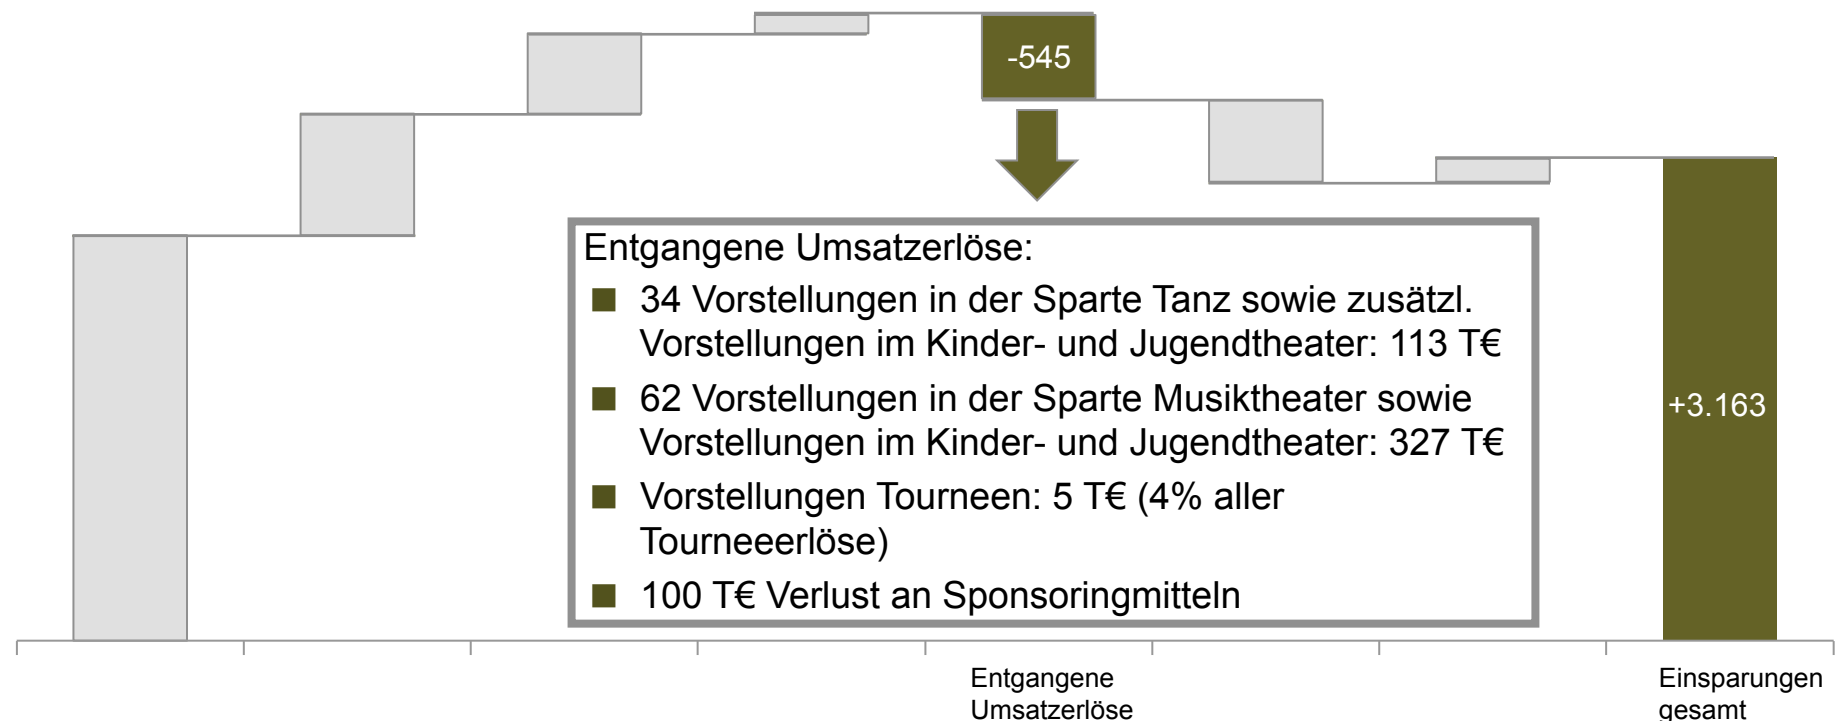 -545
Entgangene Umsatzerlöse:
34 Vorstellungen in der Sparte Tanz sowie zusätzl.
Vorstellungen im Kinder- und Jugendtheater: 113 T€
62 Vorstellungen in der Sparte Musiktheater sowie
Vorstellungen im Kinder- und Jugendtheater: 327 T€
Vorstellungen Tourneen: 5 T€ (4% aller
Tourneeerlöse)
100 T€ Verlust an Sponsoringmitteln
+3.163
Entgangene
Umsatzerlöse
Einsparungen
gesamt